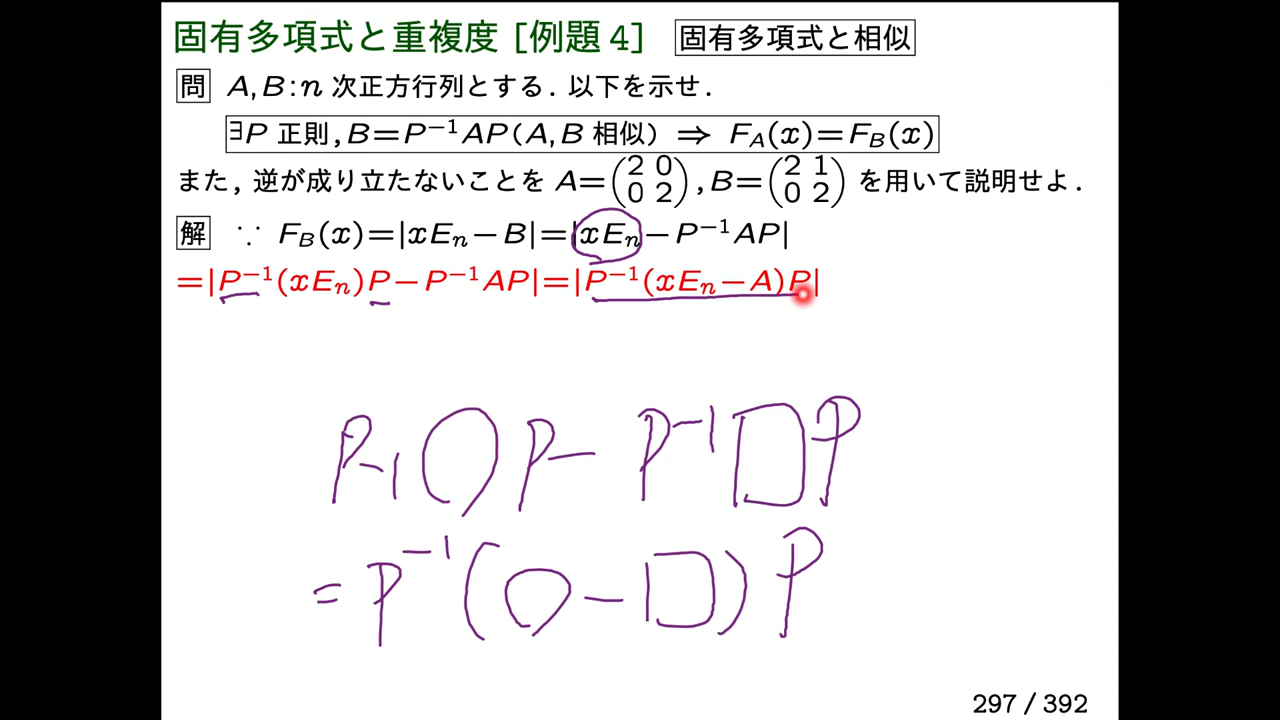 固有多項式と重複度 [例題4] 固有多項式と相似
問 A,B:n 次正方行列とする. 以下を示せ.
∃P 正則,B=P⁻¹AP(A,B 相似) ⇒ F_A(x)=F_B(x)
また, 逆が成り立たないことを A=(2 0 0 2),B=(2 1 0 2) を用いて説明せよ.
解 ∵ F_B(x)=|xE_n−B|=|xE_n−P⁻¹AP|
=|P⁻¹(xE_n)P−P⁻¹AP|=|P⁻¹(xE_n−A)P|
P-1 ○ P − P⁻¹ □ P
= P⁻¹(○ − □)P
297 / 392